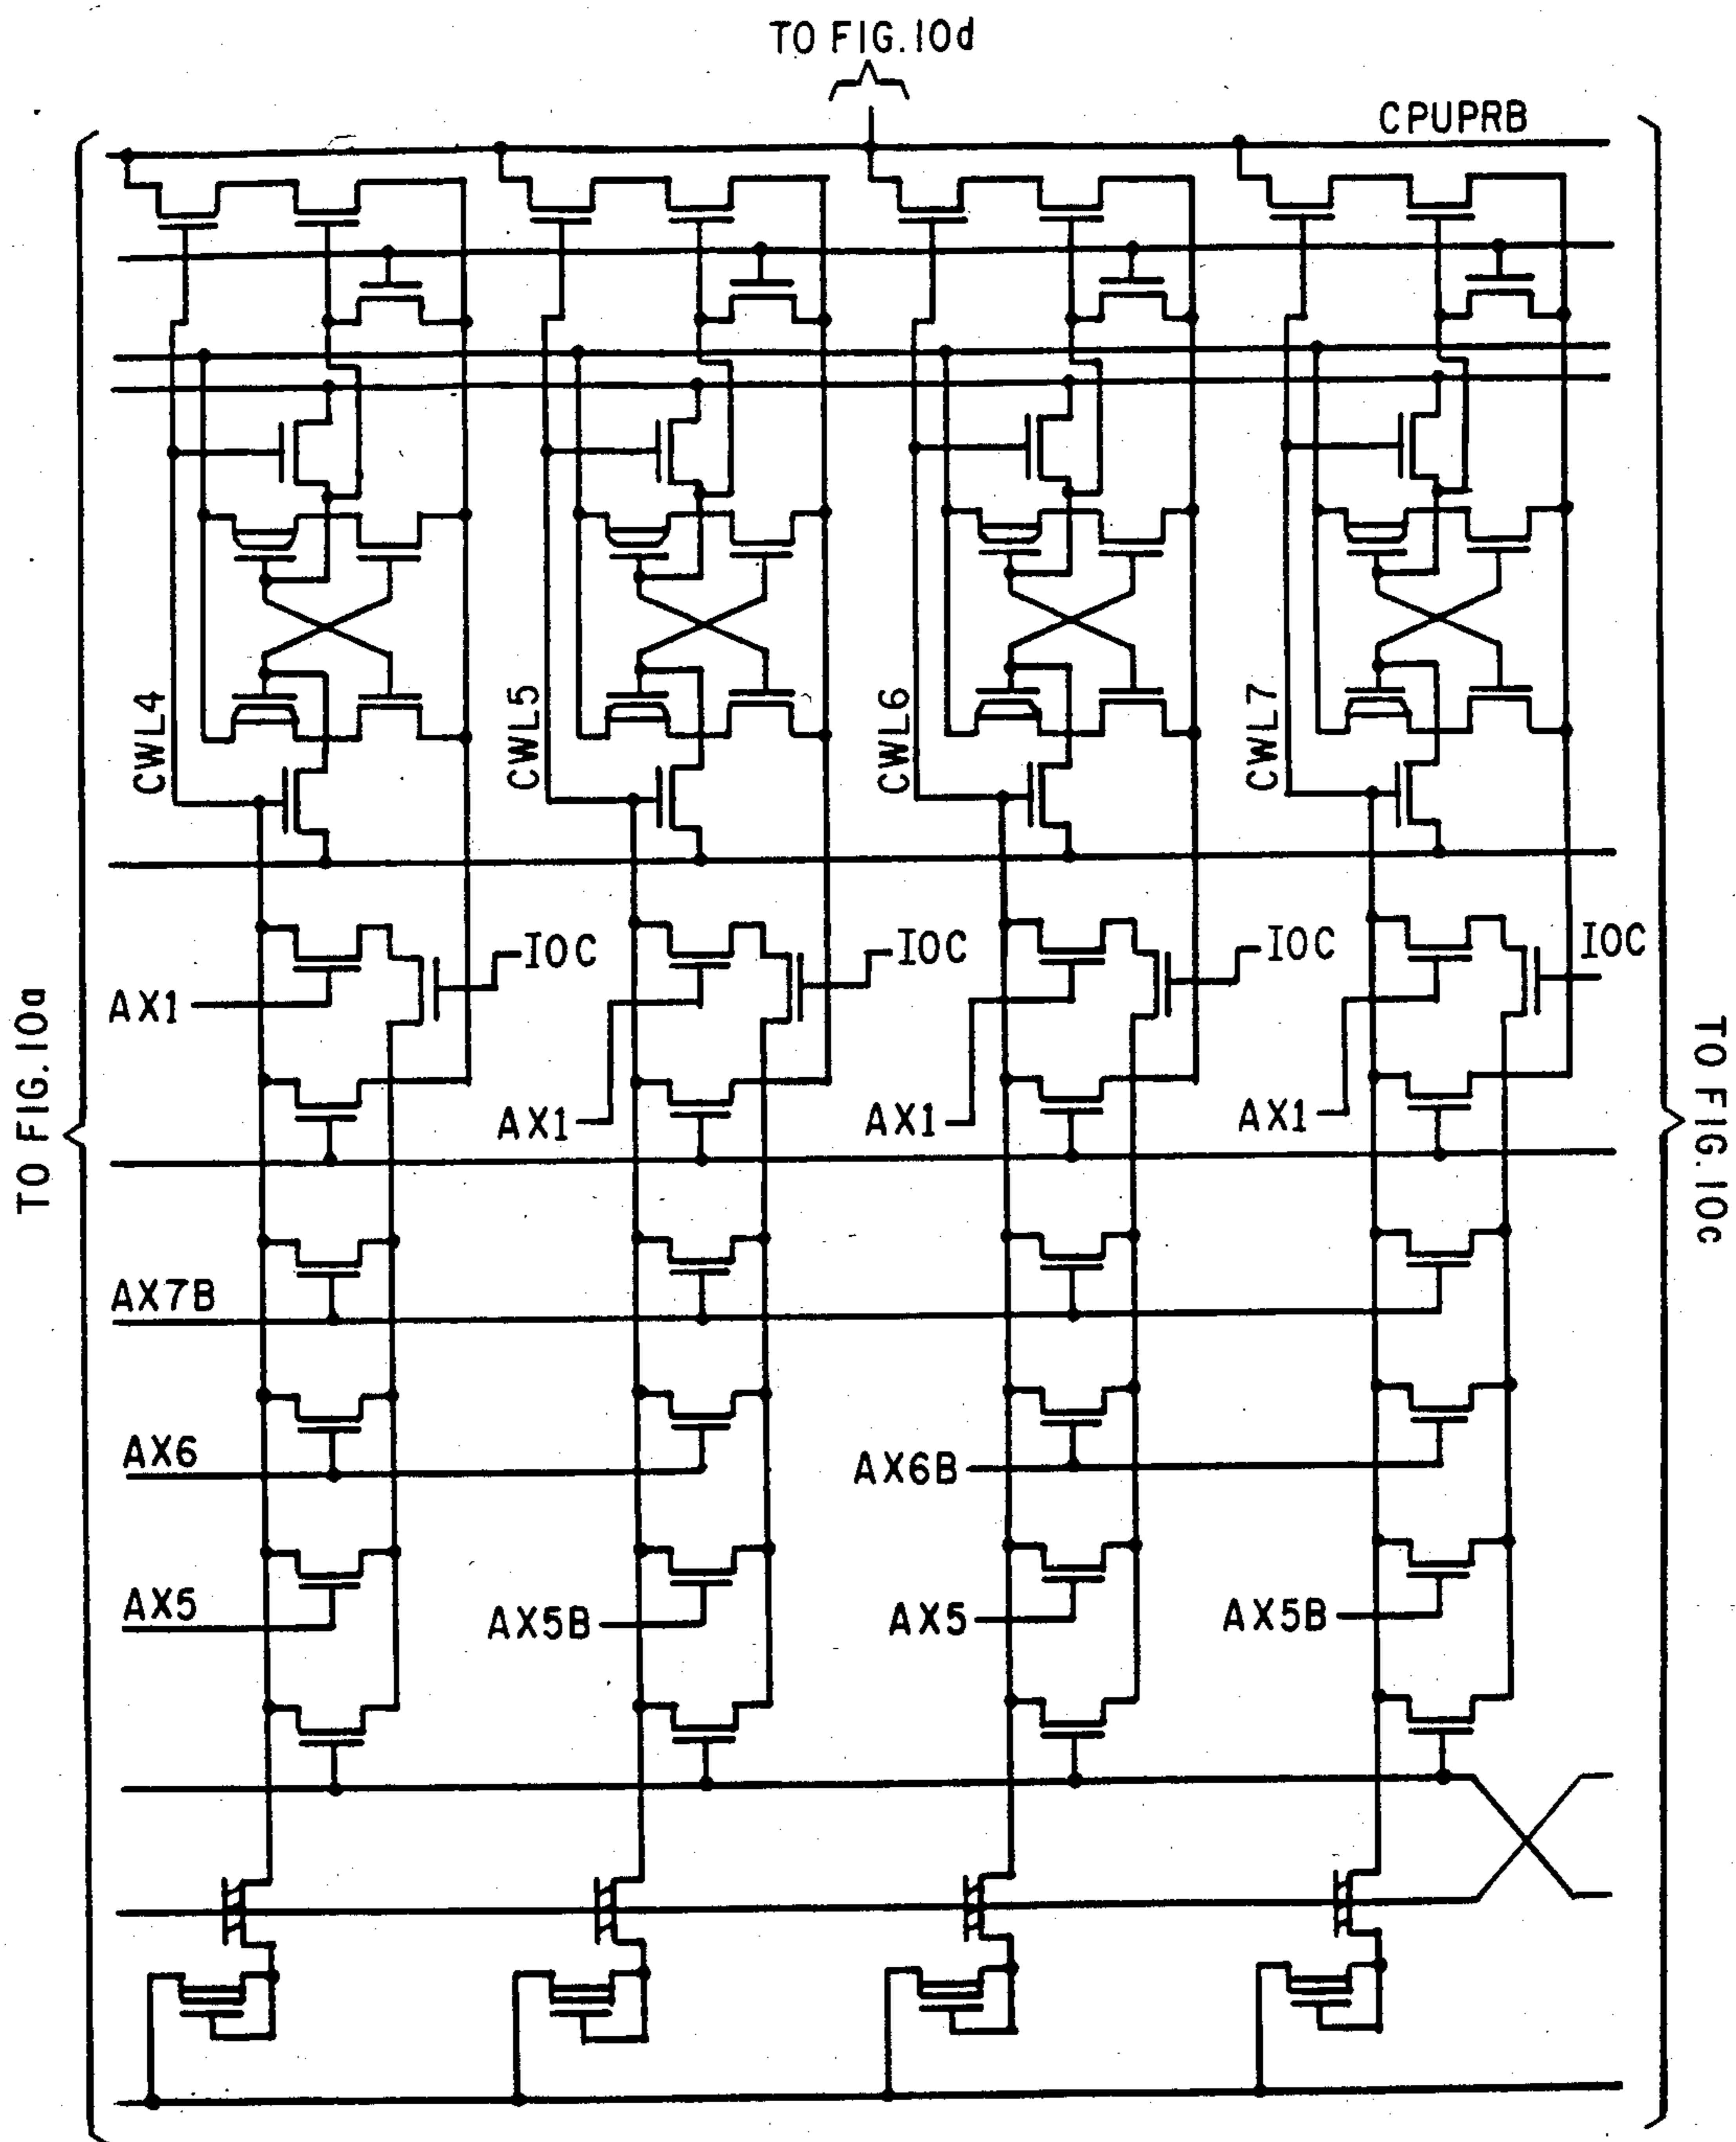 TO FIG.10d
CPUPRB
CWL4
CWL5
CWL6
CWL7
IOC
IOC
IOC
IOC
AX1
AX1
AX1
AX1
TO FIG.10a
TO FIG.10c
AX7B
AX6
AX6B
AX5
AX5B
AX5
AX5B